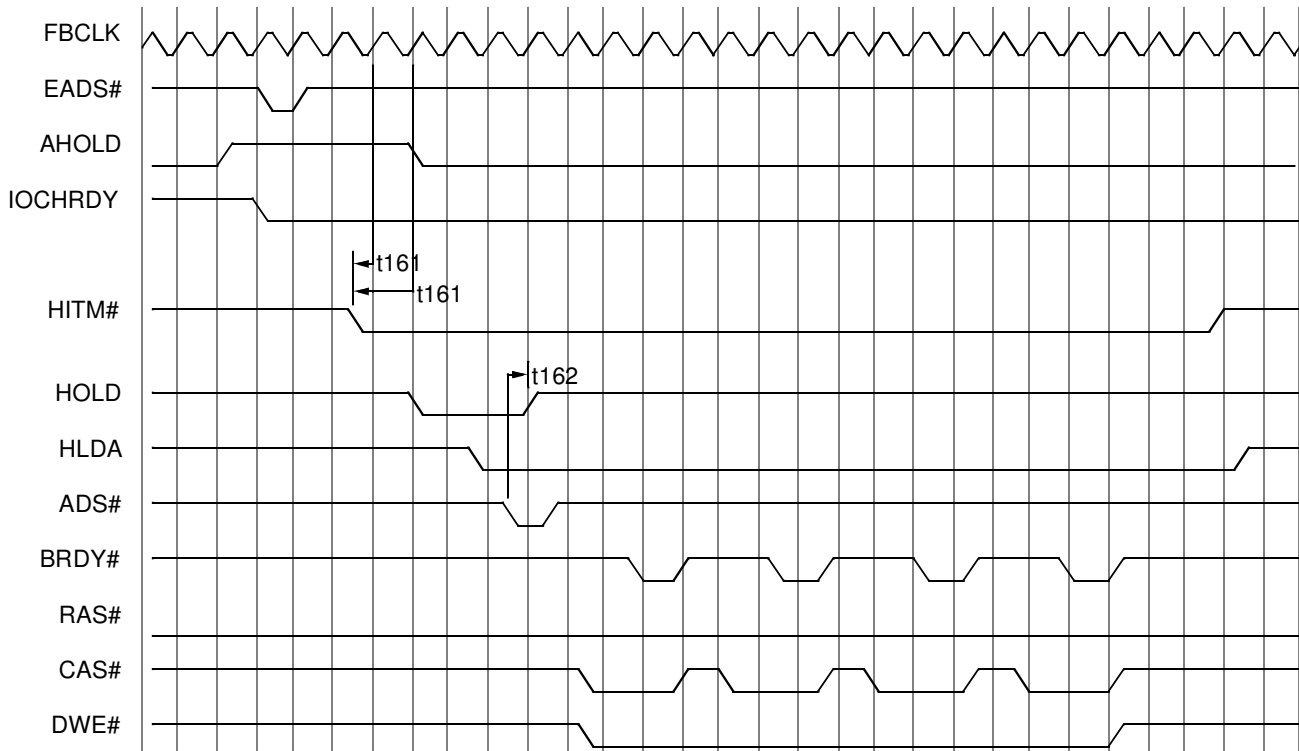 FBCLK
EADS#
AHOLD
IOCHRDY
t161
t161
HITM#
t162
HOLD
HLDA
ADS#
BRDY#
RAS#
CAS#
DWE#